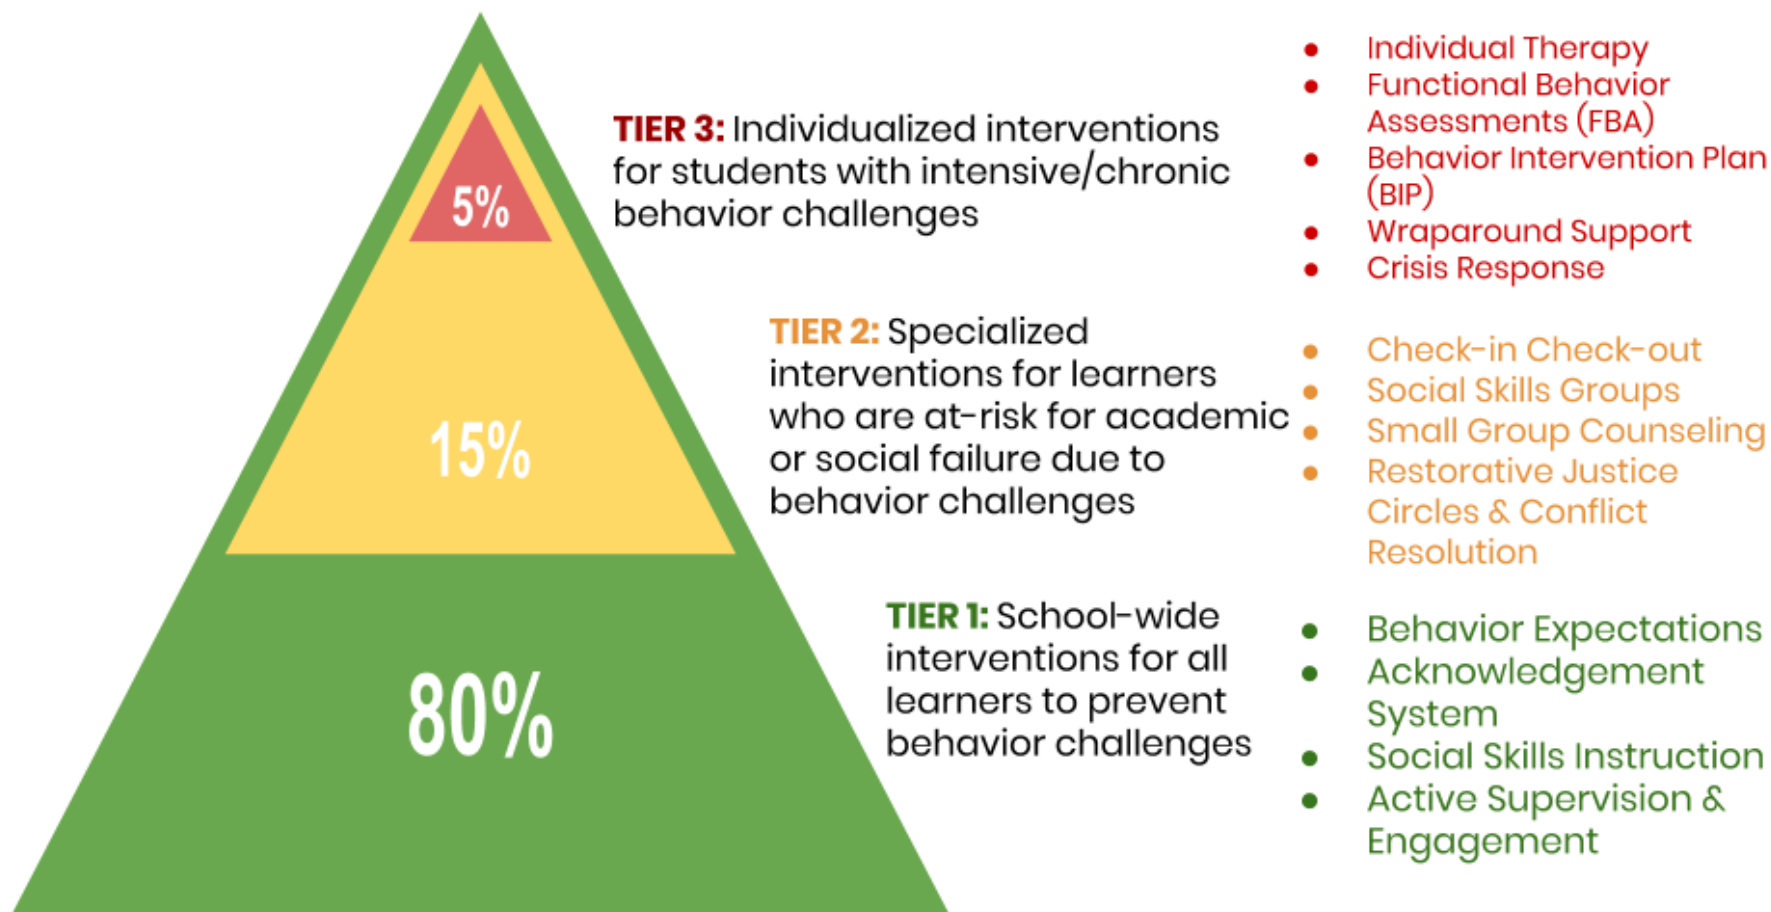 5%
15%
80%
TIER 3: Individualized interventions
for students with intensive/chronic
behavior challenges
● Individual Therapy
● Functional Behavior
Assessments (FBA)
● Behavior Intervention Plan
(BIP)
● Wraparound Support
● Crisis Response
TIER 2: Specialized
interventions for learners
who are at-risk for academic
or social failure due to
behavior challenges
● Check-in Check-out
● Social Skills Groups
● Small Group Counseling
● Restorative Justice
Circles & Conflict
Resolution
TIER 1: School-wide
interventions for all
learners to prevent
behavior challenges
● Behavior Expectations
● Acknowledgement
System
● Social Skills Instruction
● Active Supervision &
Engagement